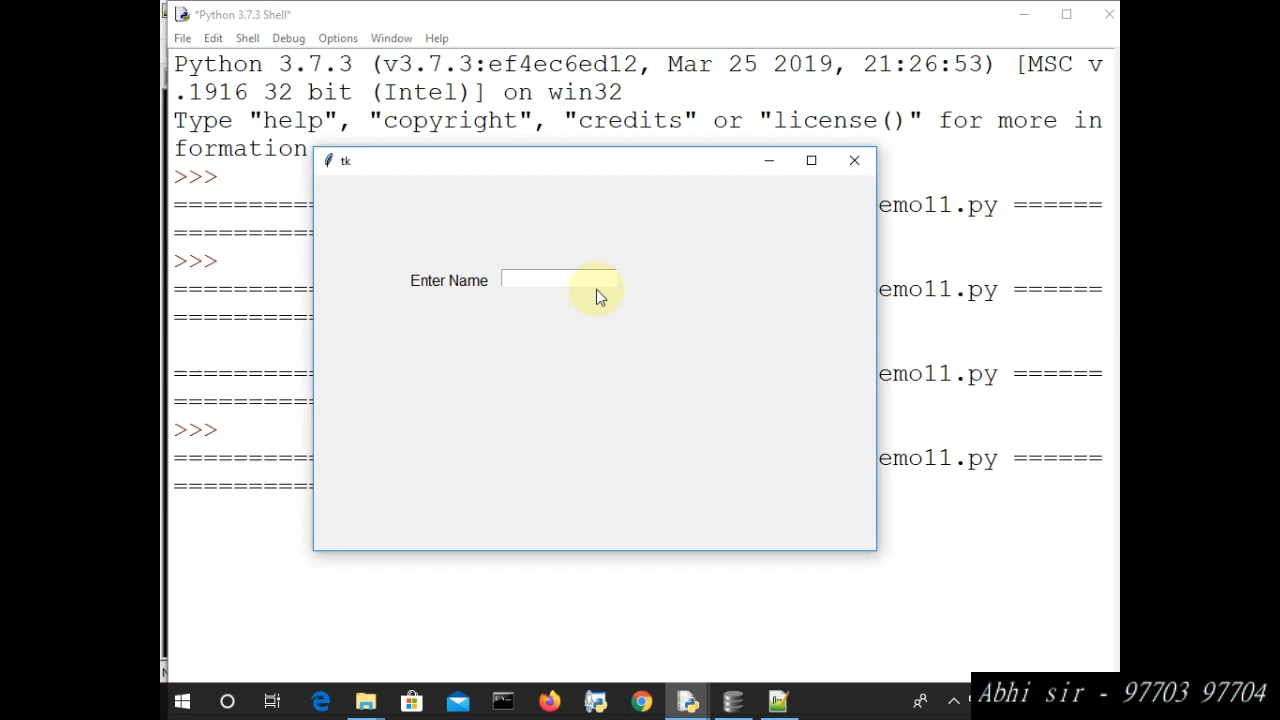 *Python 3.7.3 Shell*
File Edit Shell Debug Options Window Help
Python 3.7.3 (v3.7.3:ef4ec6ed12, Mar 25 2019, 21:26:53) [MSC v
.1916 32 bit (Intel)] on win32
Type "help", "copyright", "credits" or "license()" for more in
formation
tk
>>>
============ emo11.py ======
============
Enter Name
>>>
============ emo11.py ======
============
============ emo11.py ======
============
>>>
============ emo11.py ======
============
Abhi sir - 97703 97704